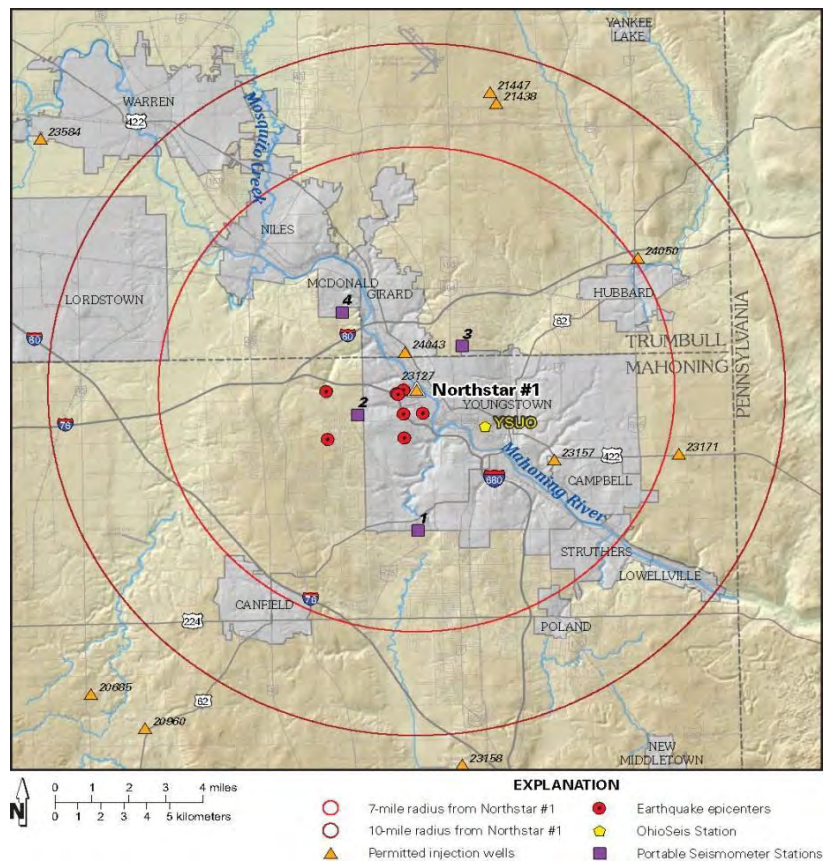 YANKEE
LAKE
21447
21438
WARREN
422
23584
Mosquito Creek
NILES
24050
LORDSTOWN
MCDONALD
GIRARD
HUBBARD
4
62
3
80
80
24043
TRUMBULL
MAHONING
PENNSYLVANIA
23127
Northstar #1
2
YOUNGSTOWN
YSUO
76
23157
422
23171
680
CAMPBELL
Mahoning River
1
STRUTHERS
LOWELLVILLE
CANFIELD
76
224
POLAND
20685
62
20960
NEW
MIDDLETOWN
23158
N
0 1 2 3 4 miles
0 1 2 3 4 5 kilometers
EXPLANATION
7-mile radius from Northstar #1
10-mile radius from Northstar #1
Permitted injection wells
Earthquake epicenters
OhioSeis Station
Portable Seismometer Stations